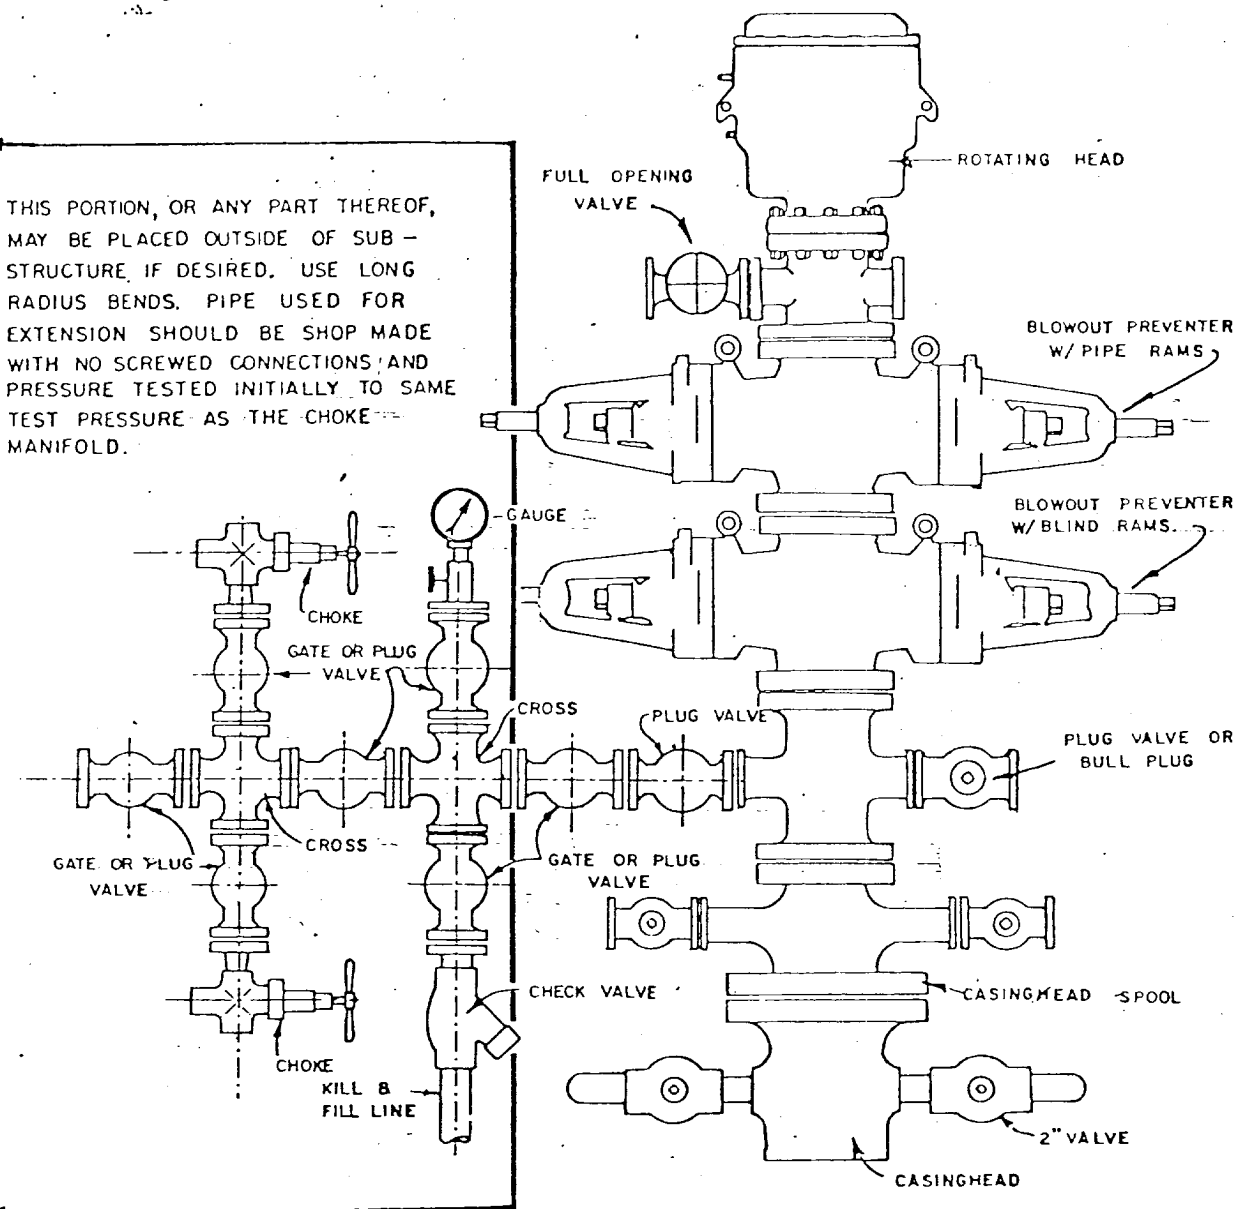 ROTATING HEAD
FULL OPENING
VALVE
THIS PORTION, OR ANY PART THEREOF,
MAY BE PLACED OUTSIDE OF SUB-
STRUCTURE IF DESIRED. USE LONG
RADIUS BENDS. PIPE USED FOR
EXTENSION SHOULD BE SHOP MADE
WITH NO SCREWED CONNECTIONS AND
PRESSURE TESTED INITIALLY TO SAME
TEST PRESSURE AS THE CHOKE
MANIFOLD.
BLOWOUT PREVENTER
W/ PIPE RAMS
BLOWOUT PREVENTER
W/ BLIND RAMS
GAUGE
CHOKE
GATE OR PLUG
VALVE
CROSS
PLUG VALVE
PLUG VALVE OR
BULL PLUG
CROSS
GATE OR PLUG
VALVE
GATE OR PLUG
VALVE
CHECK VALVE
CASINGHEAD SPOOL
CHOKE
KILL &
FILL LINE
2" VALVE
CASINGHEAD